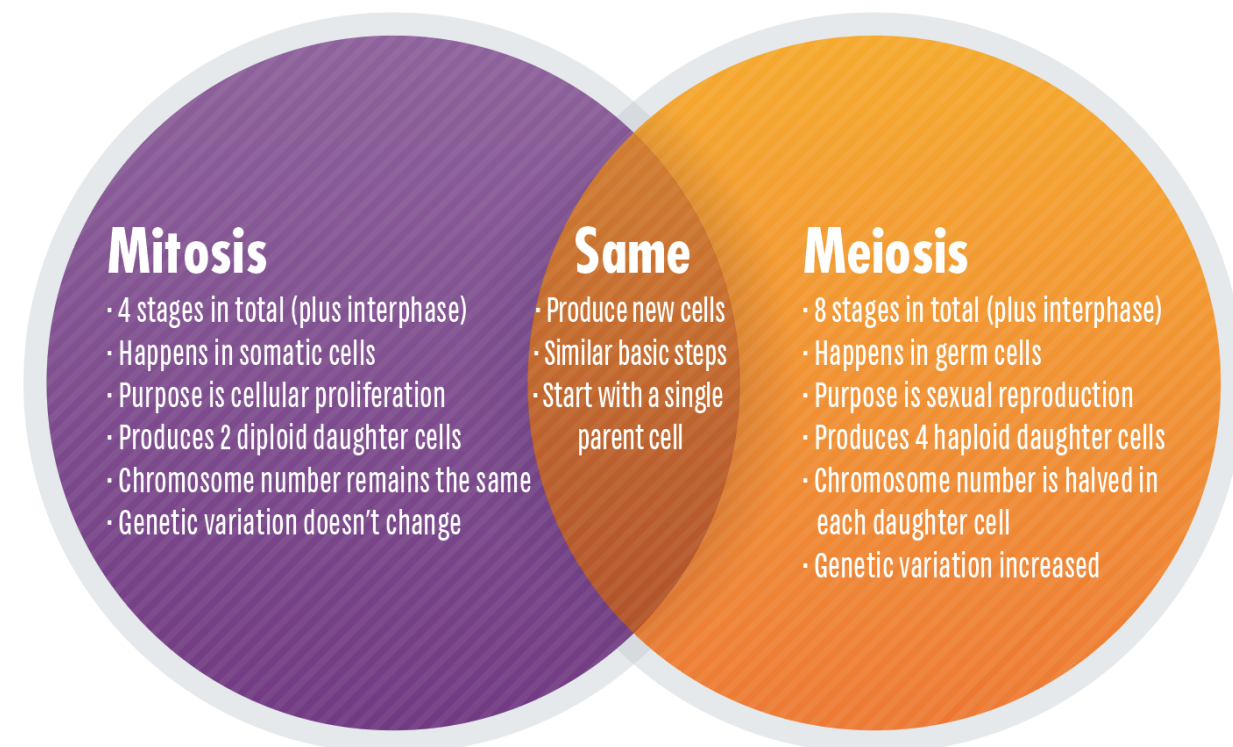 Mitosis
· 4 stages in total (plus interphase)
· Happens in somatic cells
· Purpose is cellular proliferation
· Produces 2 diploid daughter cells
· Chromosome number remains the same
· Genetic variation doesn’t change
Same
· Produce new cells
· Similar basic steps
· Start with a single
parent cell
Meiosis
· 8 stages in total (plus interphase)
· Happens in germ cells
· Purpose is sexual reproduction
· Produces 4 haploid daughter cells
· Chromosome number is halved in
each daughter cell
· Genetic variation increased